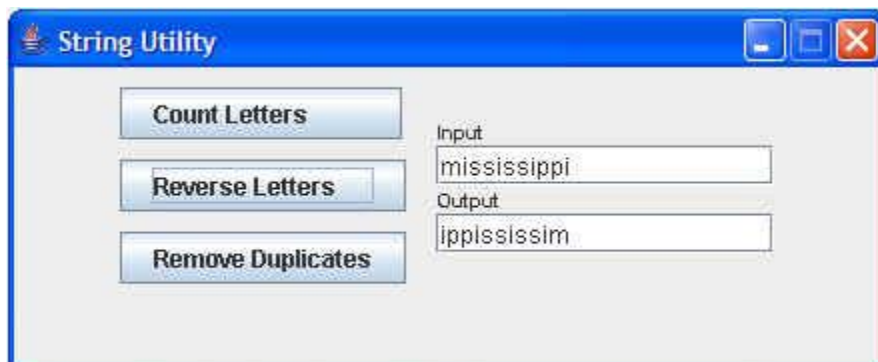 String Utility
Count Letters
Reverse Letters
Remove Duplicates
Input
mississippi
Output
ippississim